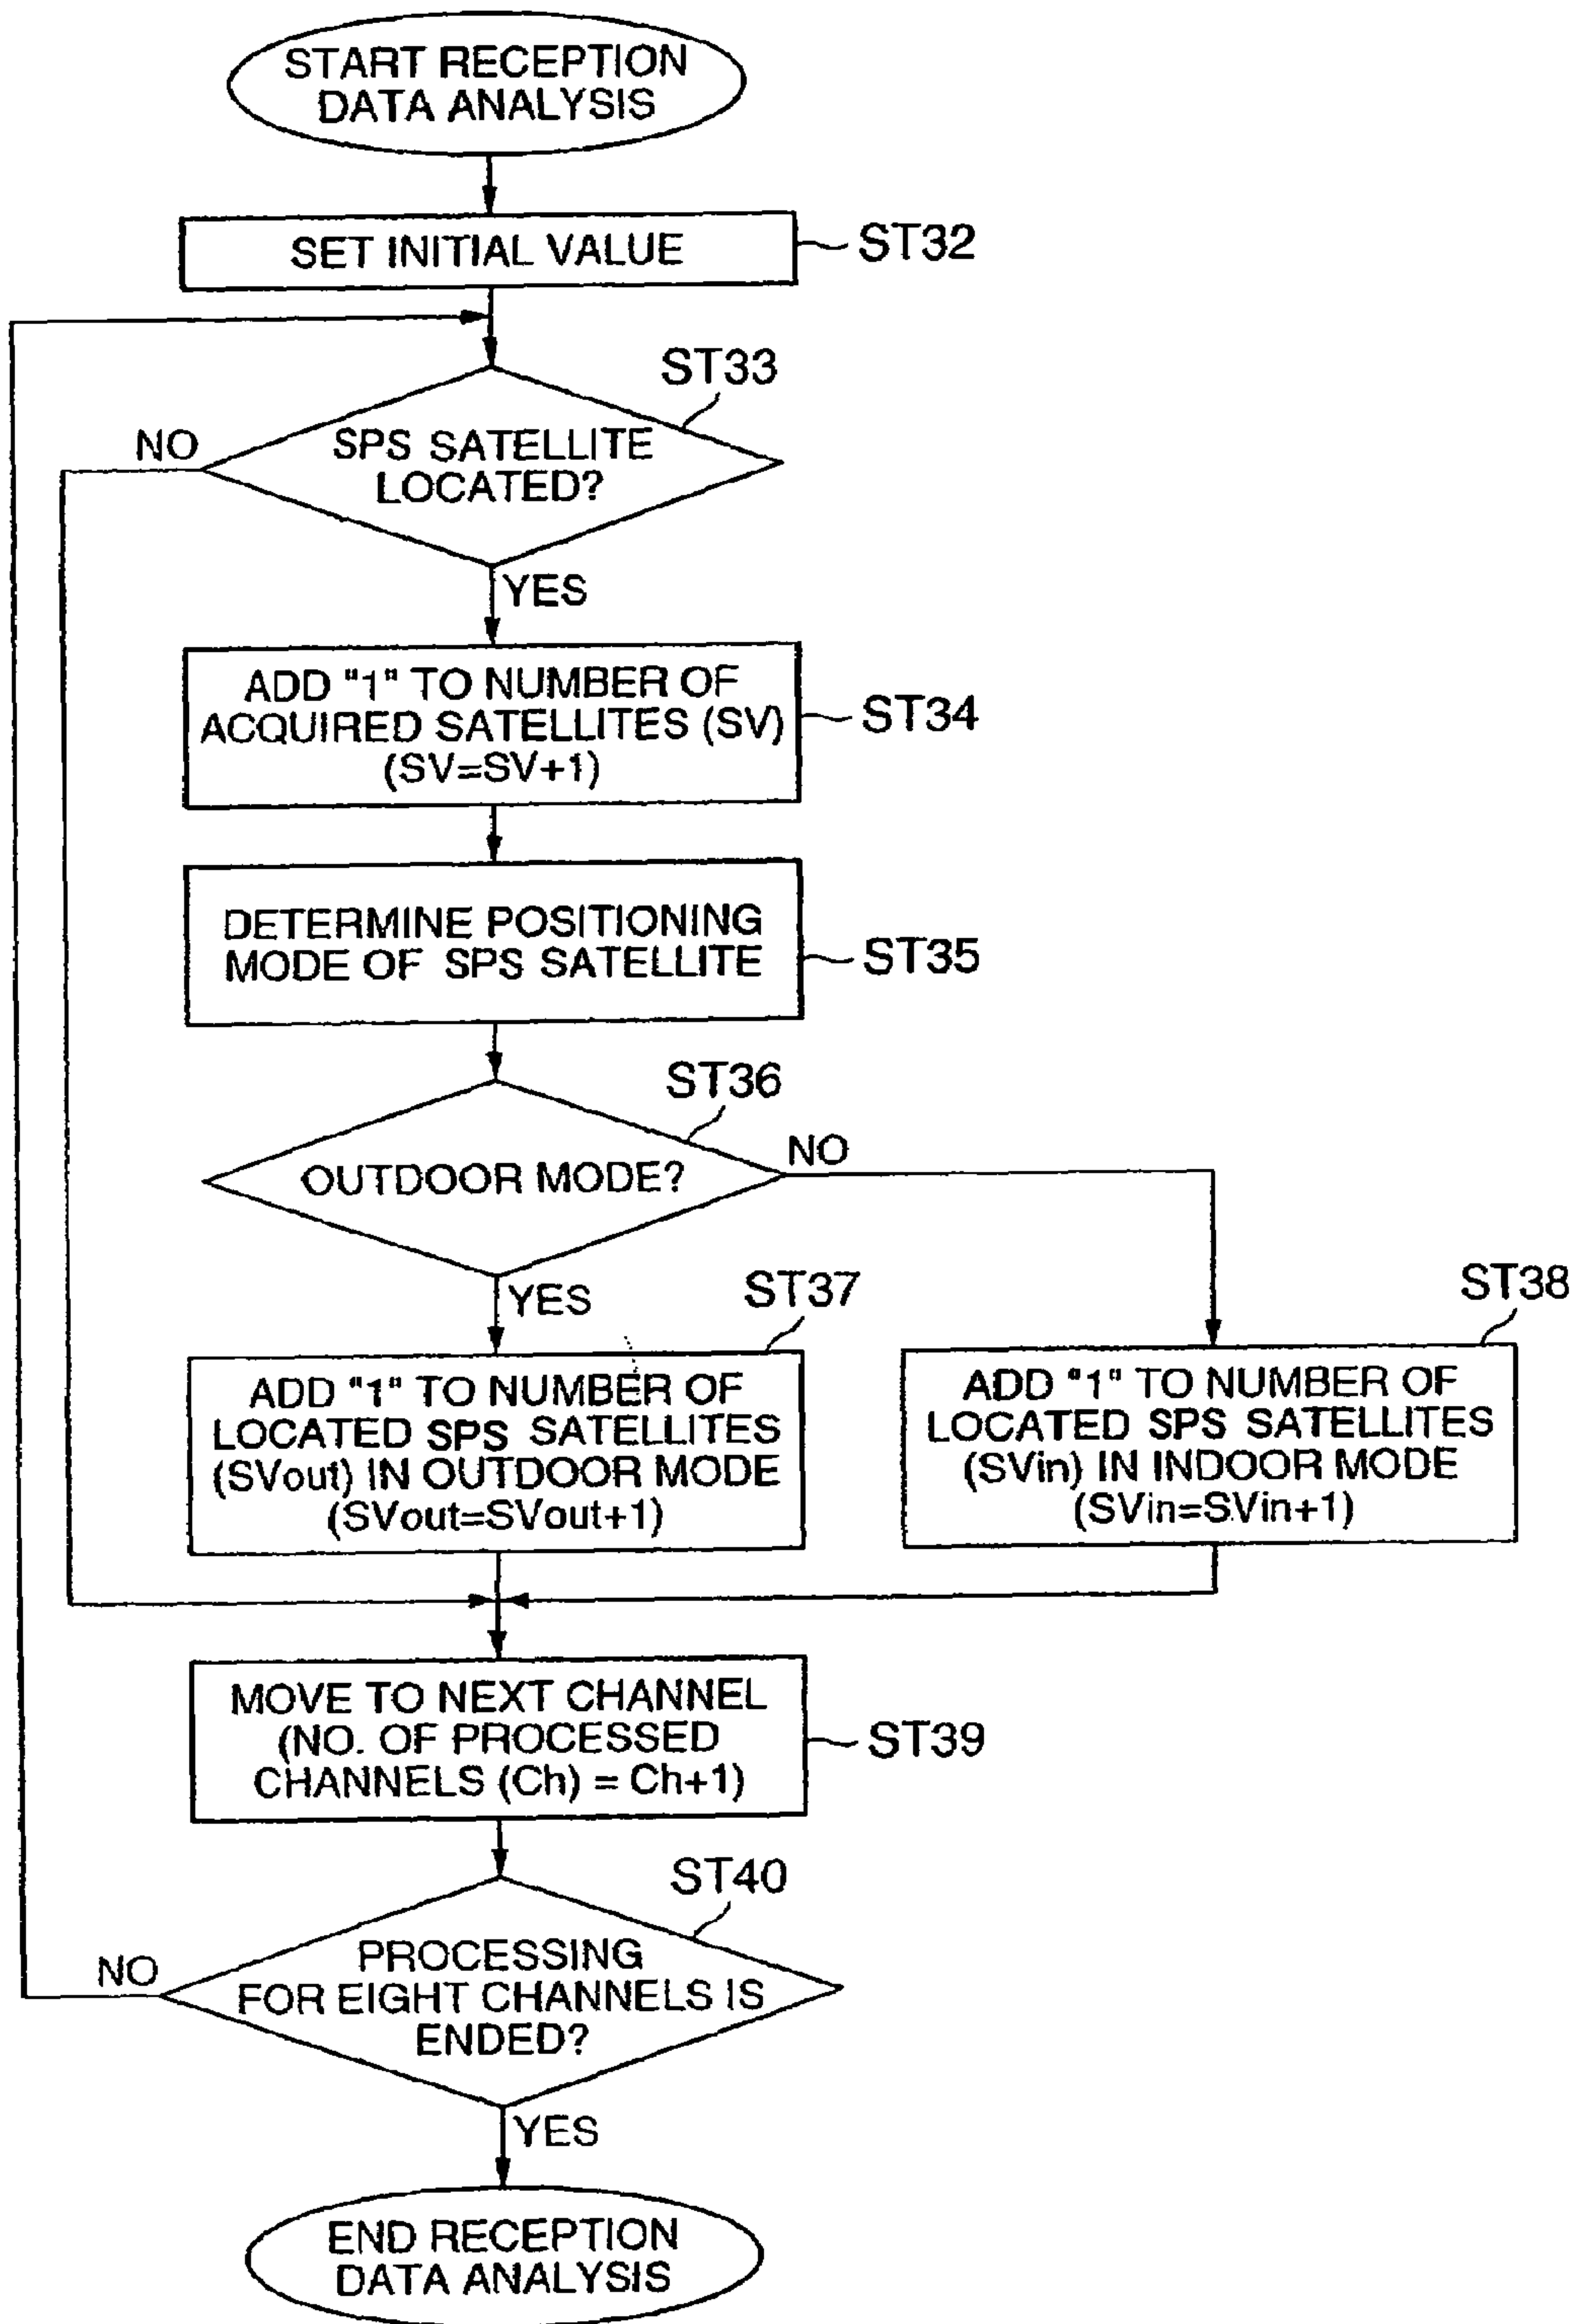 START RECEPTION
DATA ANALYSIS
SET INITIAL VALUE
ST32
ST33
NO
SPS SATELLITE
LOCATED?
YES
ADD "1" TO NUMBER OF
ACQUIRED SATELLITES (SV)
(SV=SV+1)
ST34
DETERMINE POSITIONING
MODE OF SPS SATELLITE
ST35
ST36
OUTDOOR MODE?
NO
YES
ST37
ST38
ADD "1" TO NUMBER OF
LOCATED SPS SATELLITES
(SVout) IN OUTDOOR MODE
(SVout=SVout+1)
ADD "1" TO NUMBER OF
LOCATED SPS SATELLITES
(SVin) IN INDOOR MODE
(SVin=SVin+1)
MOVE TO NEXT CHANNEL
(NO. OF PROCESSED
CHANNELS (Ch) = Ch+1)
ST39
ST40
NO
PROCESSING
FOR EIGHT CHANNELS IS
ENDED?
YES
END RECEPTION
DATA ANALYSIS